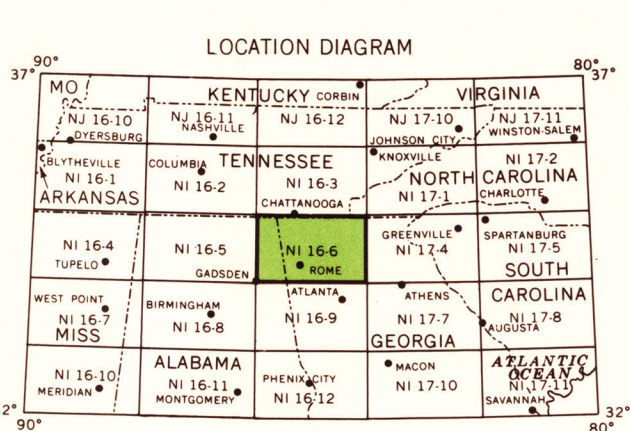 LOCATION DIAGRAM
90° 80°
37° 37°
MO KENTUCKY CORBIN VIRGINIA
NJ 16-10 NJ 16-11 NJ 16-12 NJ 17-10 NJ 17-11
DYERSBURG NASHVILLE JOHNSON CITY WINSTON-SALEM
BLYTHEVILLE COLUMBIA TENNESSEE KNOXVILLE NI 17-2
NI 16-1 NI 16-2 NI 16-3 NORTH CAROLINA
ARKANSAS CHATTANOOGA NI 17-1 CHARLOTTE
NI 16-4 NI 16-5 NI 16-6 GREENVILLE SPARTANBURG
TUPELO GADSDEN ROME NI 17-4 NI 17-5
SOUTH
WEST POINT BIRMINGHAM ATLANTA ATHENS CAROLINA
NI 16-7 NI 16-8 NI 16-9 NI 17-7 NI 17-8
MISS GEORGIA AUGUSTA
ALABAMA MACON ATLANTIC
NI 16-10 NI 16-11 PHENIX CITY NI 17-10 OCEAN
MERIDIAN MONTGOMERY NI 16-12 NI 17-11
SAVANNAH
2° 32°
90° 80°